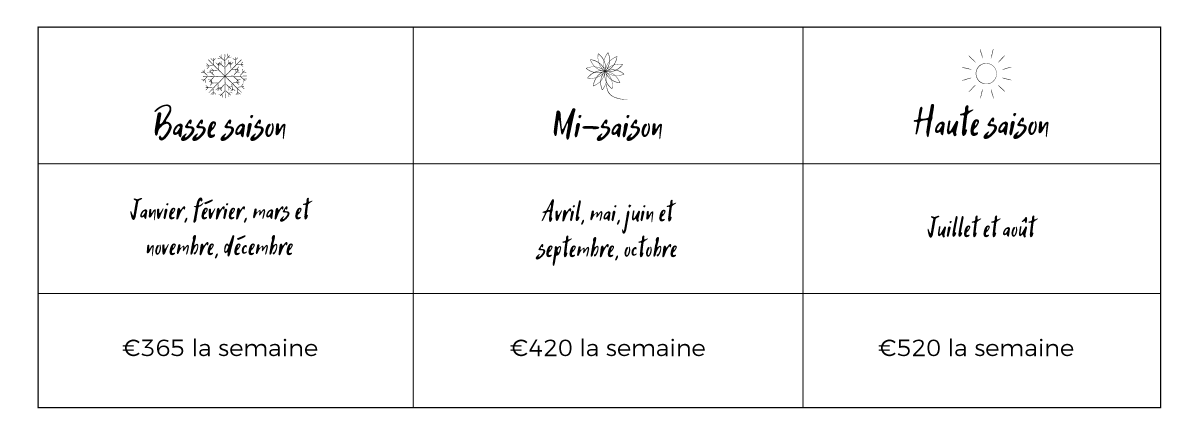 Basse saison
Mi-saison
Haute saison
Janvier, février, mars et
novembre, décembre
Avril, mai, juin et
septembre, octobre
Juillet et août
€365 la semaine
€420 la semaine
€520 la semaine